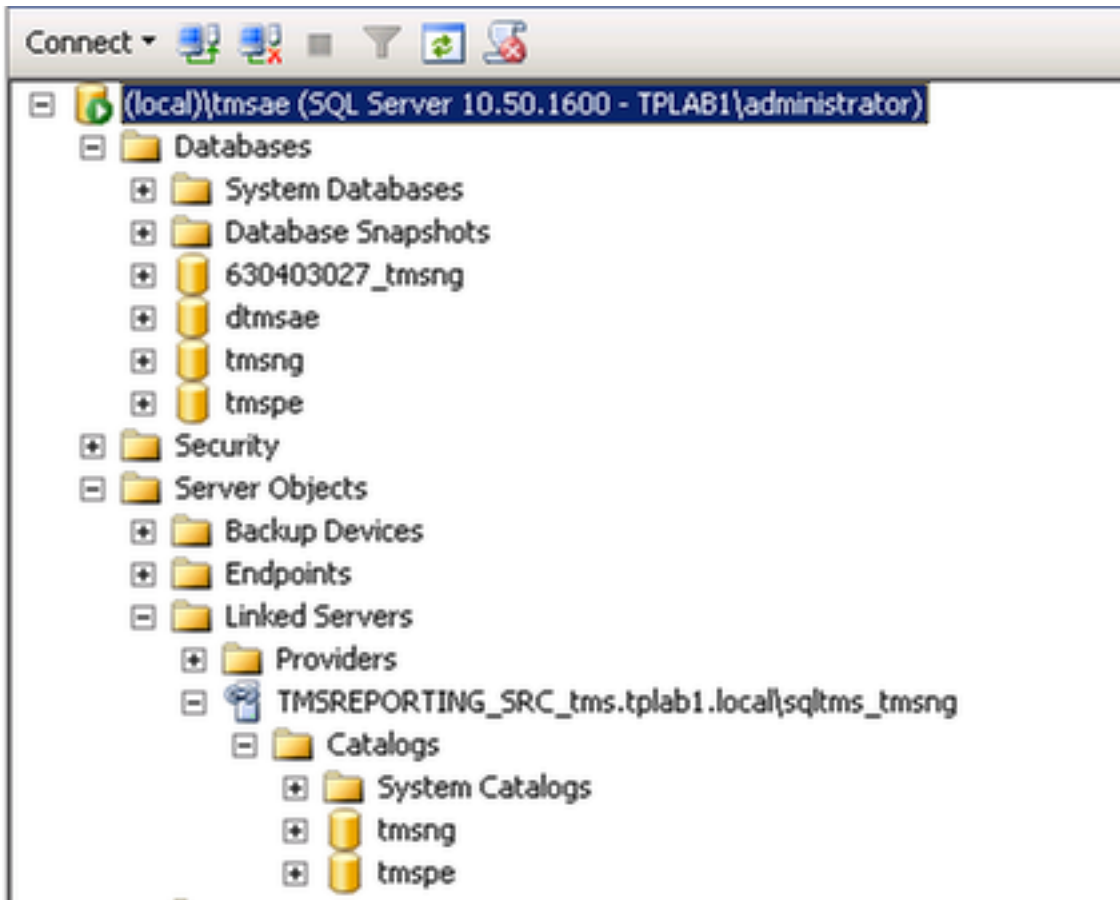 Connect
(local)\tmsae (SQL Server 10.50.1600 - TPLAB1\administrator)
Databases
System Databases
Database Snapshots
630403027_tmsng
dtmsae
tmsng
tmspe
Security
Server Objects
Backup Devices
Endpoints
Linked Servers
Providers
TMSREPORTING_SRC_tms.tplab1.local\sqltms_tmsng
Catalogs
System Catalogs
tmsng
tmspe